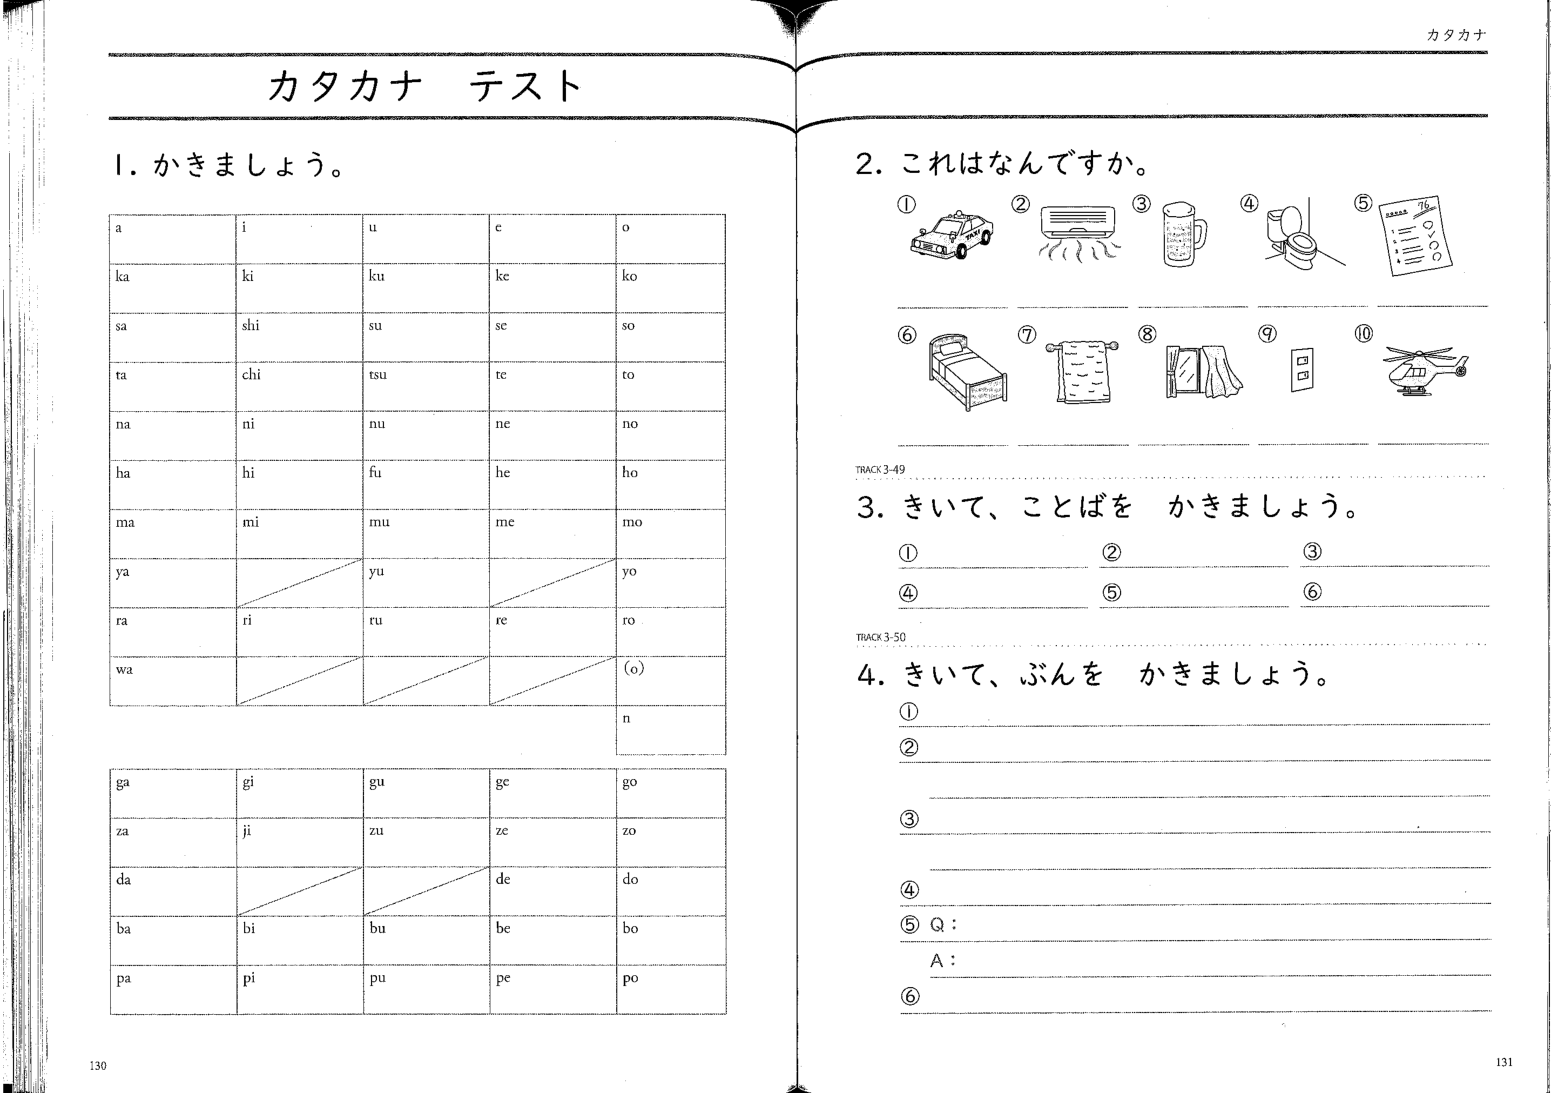 カタカナ テスト
1. かきましょう。
a i u e o
ka ki ku ke ko
sa shi su se so
ta chi tsu te to
na ni nu ne no
ha hi fu he ho
ma mi mu me mo
ya yu yo
ra ri ru re ro
wa (o)
n
ga gi gu ge go
za ji zu ze zo
da de do
ba bi bu be bo
pa pi pu pe po
130
カタカナ
2. これはなんですか。
① ② ③ ④ ⑤
TAXI
76
⑥ ⑦ ⑧ ⑨ ⑩
TRACK 3-49
3. きいて、ことばを かきましょう。
① ② ③
④ ⑤ ⑥
TRACK 3-50
4. きいて、ぶんを かきましょう。
①
②
③
④
⑤ Q：
A：
⑥
131